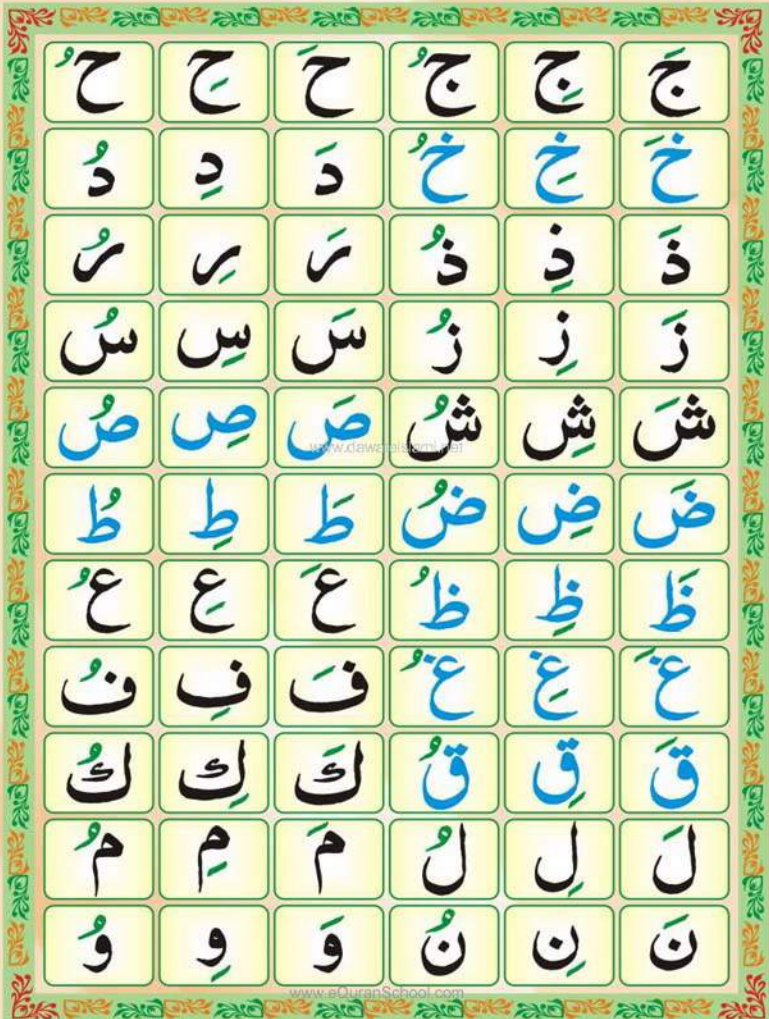 جَ جِ جُ حَ حِ حُ
خَ خِ خُ دَ دِ دُ
ذَ ذِ ذُ رَ رِ رُ
زَ زِ زُ سَ سِ سُ
شَ شِ شُ صَ صِ صُ
www.dawateislami.net
ضَ ضِ ضُ طَ طِ طُ
ظَ ظِ ظُ عَ عِ عُ
غَ غِ غُ فَ فِ فُ
قَ قِ قُ كَ كِ كُ
لَ لِ لُ مَ مِ مُ
نَ نِ نُ وَ وِ وُ
www.eQuranSchool.com